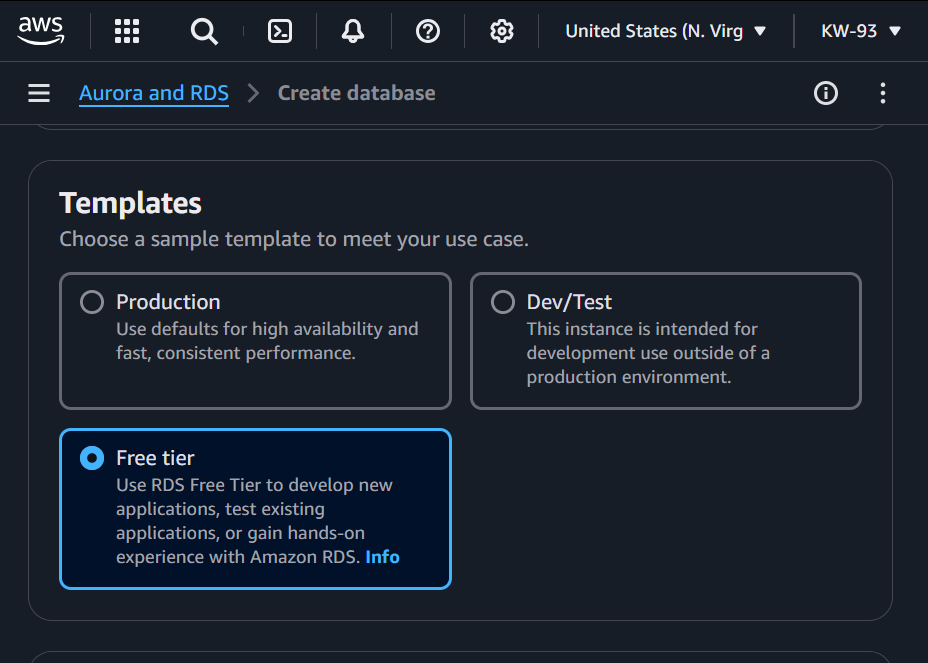 aws
United States (N. Virg
KW-93
Aurora and RDS
Create database
Templates
Choose a sample template to meet your use case.
Production
Use defaults for high availability and
fast, consistent performance.
Dev/Test
This instance is intended for
development use outside of a
production environment.
Free tier
Use RDS Free Tier to develop new
applications, test existing
applications, or gain hands-on
experience with Amazon RDS. Info